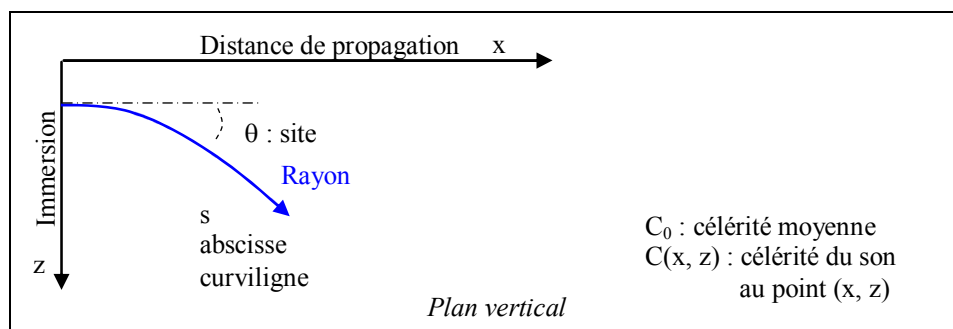 Distance de propagation x
Immersion
θ : site
Rayon
s
abscisse
curviligne
z
C₀ : célérité moyenne
C(x, z) : célérité du son
au point (x, z)
Plan vertical